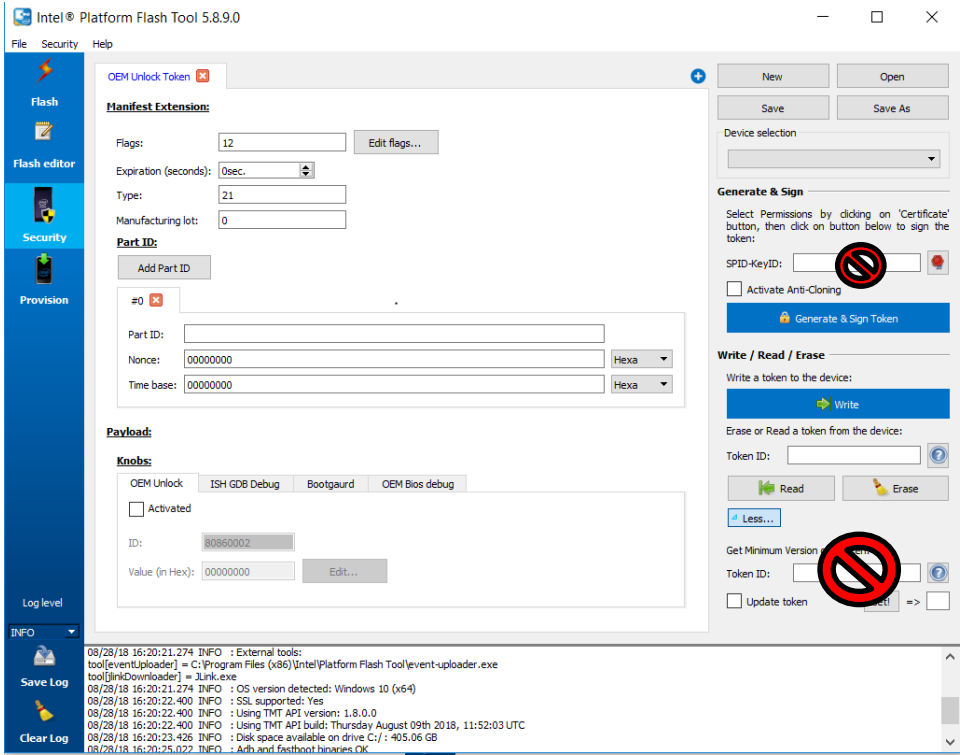 Intel® Platform Flash Tool 5.8.9.0
File Security Help
Flash
Flash editor
Security
Provision
Log level
INFO
Save Log
Clear Log
OEM Unlock Token
Manifest Extension:
Flags: 12 Edit flags...
Expiration (seconds): 0sec.
Type: 21
Manufacturing lot: 0
Part ID:
Add Part ID
#0
Part ID:
Nonce: 00000000 Hexa
Time base: 00000000 Hexa
Payload:
Knobs:
OEM Unlock ISH GDB Debug Bootgaurd OEM Bios debug
Activated
ID: 80860002
Value (in Hex): 00000000 Edit...
New Open
Save Save As
Device selection
Generate & Sign
Select Permissions by clicking on 'Certificate'
button, then click on button below to sign the
token:
SPID-KeyID:
Activate Anti-Cloning
Generate & Sign Token
Write / Read / Erase
Write a token to the device:
Write
Erase or Read a token from the device:
Token ID:
Read Erase
Less...
Get Minimum Version
Token ID:
Update token =>
08/28/18 16:20:21.274 INFO : External tools:
tool[eventUploader] = C:\Program Files (x86)\Intel\Platform Flash Tool\event-uploader.exe
tool[jlinkDownloader] = JLink.exe
08/28/18 16:20:21.274 INFO : OS version detected: Windows 10 (x64)
08/28/18 16:20:22.400 INFO : SSL supported: Yes
08/28/18 16:20:22.400 INFO : Using TMT API version: 1.8.0.0
08/28/18 16:20:22.400 INFO : Using TMT API build: Thursday August 09th 2018, 11:52:03 UTC
08/28/18 16:20:23.426 INFO : Disk space available on drive C:/ : 405.06 GB
08/28/18 16:20:25.022 INFO : Adb and fastboot binaries OK